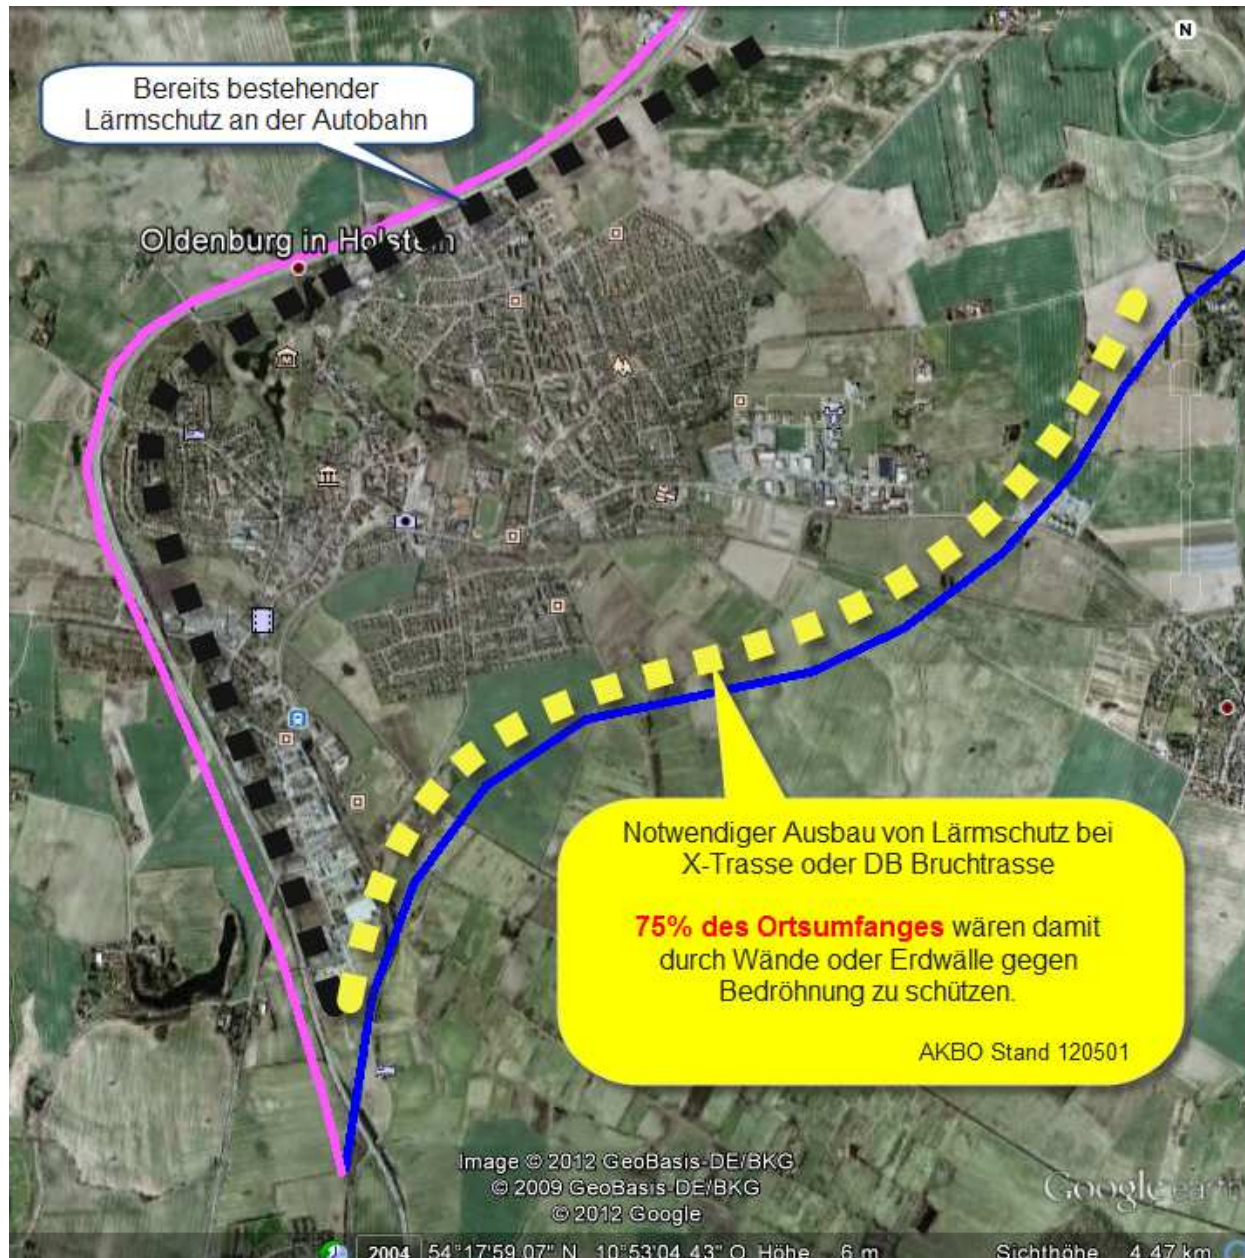 N
Bereits bestehender
Lärmschutz an der Autobahn
Oldenburg in Holstein
M
Notwendiger Ausbau von Lärmschutz bei
X-Trasse oder DB Bruchtrasse
75% des Ortsumfanges wären damit
durch Wände oder Erdwälle gegen
Bedröhnung zu schützen.
AKBO Stand 120501
Image © 2012 GeoBasis-DE/BKG
© 2009 GeoBasis-DE/BKG
© 2012 Google
Google earth
2004 54°17'59.07" N 10°53'04.43" O Höhe 6 m Sichthöhe 4.47 km